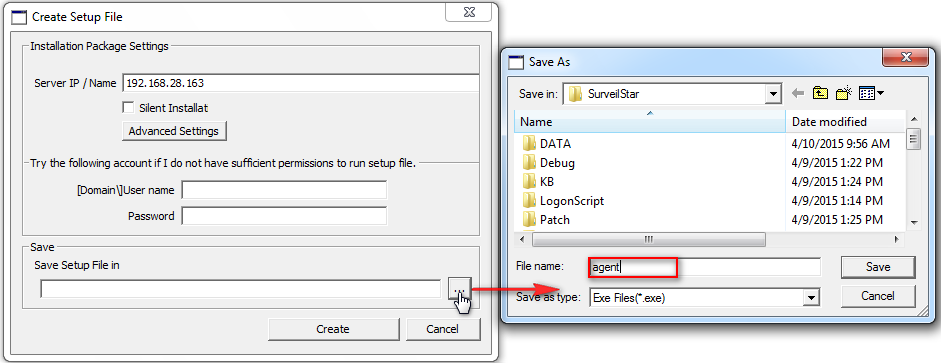 Create Setup File
Installation Package Settings
Server IP / Name 192.168.28.163
Silent Installat
Advanced Settings
Try the following account if I do not have sufficient permissions to run setup file.
[Domain\]User name
Password
Save
Save Setup File in
...
Create Cancel
Save As
Save in: SurveilStar
Name Date modified
DATA 4/10/2015 9:56 AM
Debug 4/9/2015 1:22 PM
KB 4/9/2015 1:24 PM
LogonScript 4/9/2015 1:14 PM
Patch 4/9/2015 1:25 PM
File name: agent Save
Save as type: Exe Files(*.exe) Cancel